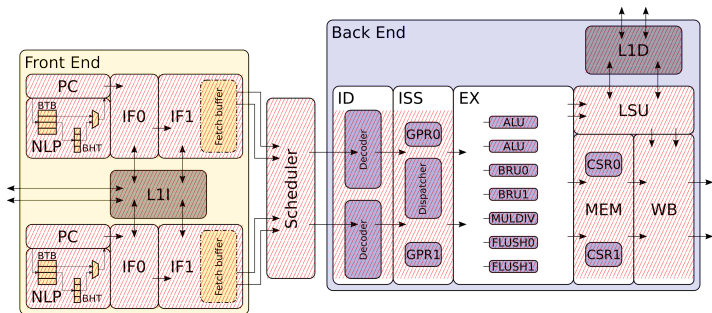 Front End
PC
BTB
NLP
BHT
IF0
IF1
Fetch buffer
L1I
PC
BTB
NLP
BHT
IF0
IF1
Fetch buffer
Scheduler
Back End
L1D
ID
ISS
EX
LSU
Decoder
Decoder
GPR0
Dispatcher
GPR1
ALU
ALU
BRU0
BRU1
MULDIV
FLUSH0
FLUSH1
CSR0
MEM
CSR1
WB